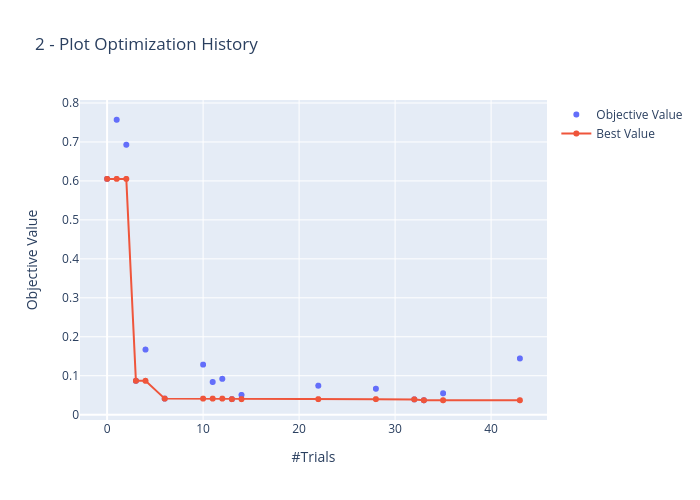 2 - Plot Optimization History
Objective Value
Best Value
0.8
0.7
0.6
0.5
0.4
0.3
0.2
0.1
0
Objective Value
0
10
20
30
40
#Trials